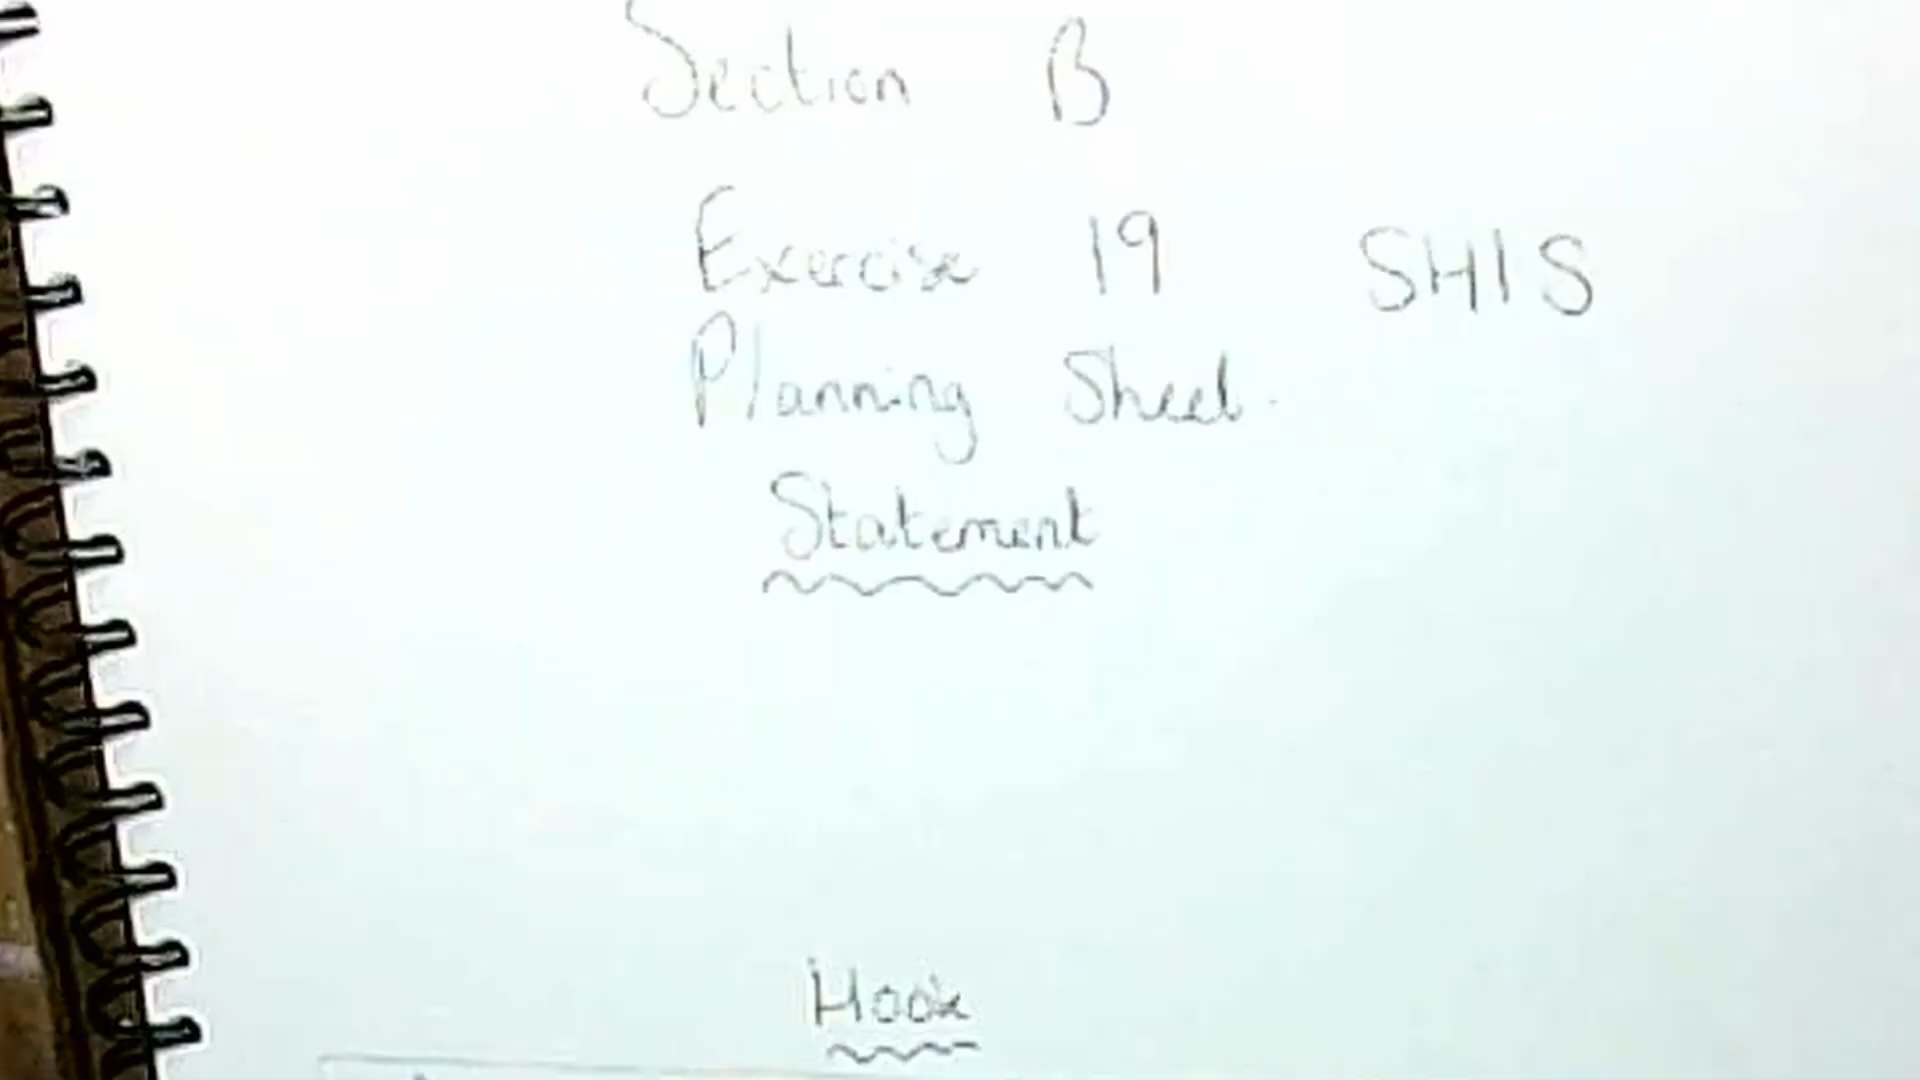 Section B
Exercise 19 SHIS
Planning Sheet.
Statement
Hook